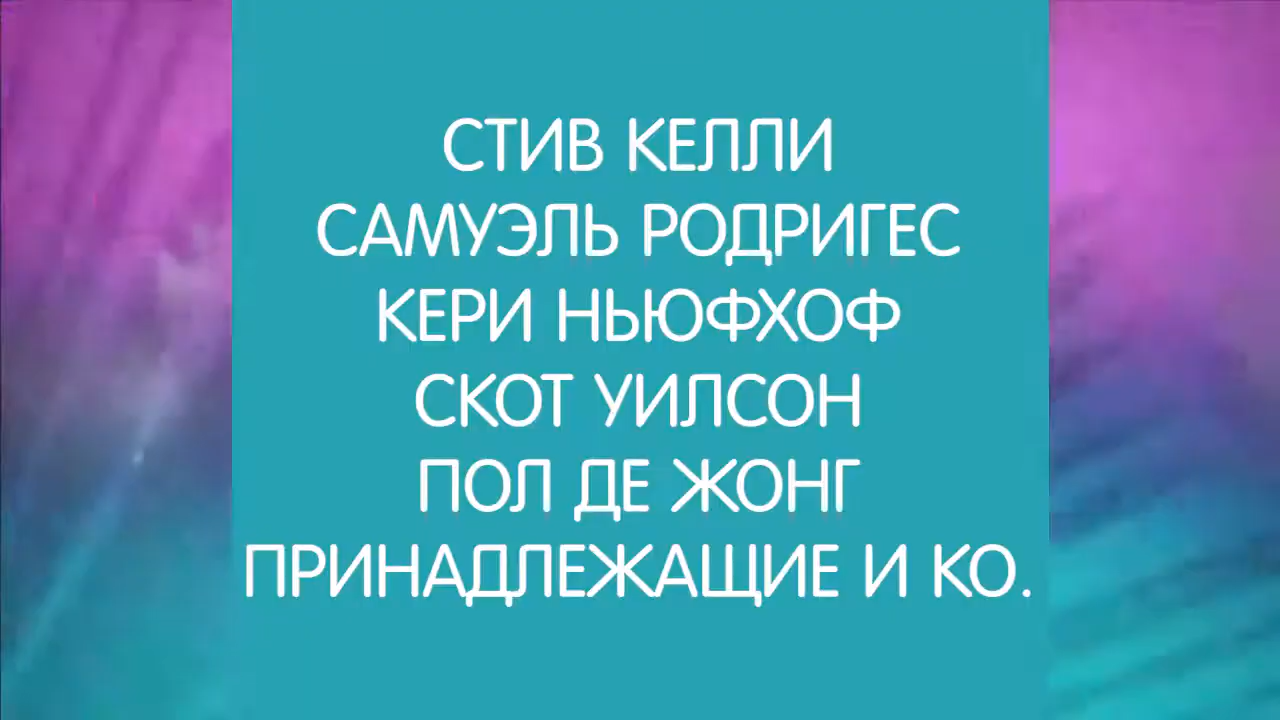 СТИВ КЕЛЛИ
САМУЭЛЬ РОДРИГЕС
КЕРИ НЬЮФХОФ
СКОТ УИЛСОН
ПОЛ ДЕ ЖОНГ
ПРИНАДЛЕЖАЩИЕ И КО.